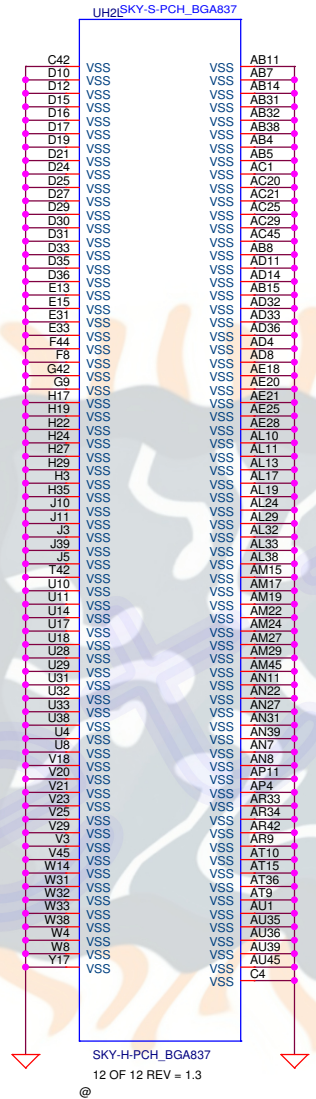 UH2L SKY-S-PCH_BGA837
C42 VSS VSS AB11
D10 VSS VSS AB7
D12 VSS VSS AB14
D15 VSS VSS AB31
D16 VSS VSS AB32
D17 VSS VSS AB38
D19 VSS VSS AB4
D21 VSS VSS AB5
D24 VSS VSS AC1
D25 VSS VSS AC20
D27 VSS VSS AC21
D29 VSS VSS AC25
D30 VSS VSS AC29
D31 VSS VSS AC45
D33 VSS VSS AB8
D35 VSS VSS AD11
D36 VSS VSS AD14
E13 VSS VSS AB15
E15 VSS VSS AD32
E31 VSS VSS AD33
E33 VSS VSS AD36
F44 VSS VSS AD4
F8 VSS VSS AD8
G42 VSS VSS AE18
G9 VSS VSS AE20
H17 VSS VSS AE21
H19 VSS VSS AE25
H22 VSS VSS AE28
H24 VSS VSS AL10
H27 VSS VSS AL11
H29 VSS VSS AL13
H3 VSS VSS AL17
H35 VSS VSS AL19
J10 VSS VSS AL24
J11 VSS VSS AL29
J3 VSS VSS AL32
J39 VSS VSS AL33
J5 VSS VSS AL38
T42 VSS VSS AM15
U10 VSS VSS AM17
U11 VSS VSS AM19
U14 VSS VSS AM22
U17 VSS VSS AM24
U18 VSS VSS AM27
U28 VSS VSS AM29
U29 VSS VSS AM45
U31 VSS VSS AN11
U32 VSS VSS AN22
U33 VSS VSS AN27
U38 VSS VSS AN31
U4 VSS VSS AN39
U8 VSS VSS AN7
V18 VSS VSS AN8
V20 VSS VSS AP11
V21 VSS VSS AP4
V23 VSS VSS AR33
V25 VSS VSS AR34
V29 VSS VSS AR42
V3 VSS VSS AR9
V45 VSS VSS AT10
W14 VSS VSS AT15
W31 VSS VSS AT36
W32 VSS VSS AT9
W33 VSS VSS AU1
W38 VSS VSS AU35
W4 VSS VSS AU36
W8 VSS VSS AU39
Y17 VSS VSS AU45
VSS C4
SKY-H-PCH_BGA837
12 OF 12 REV = 1.3
@